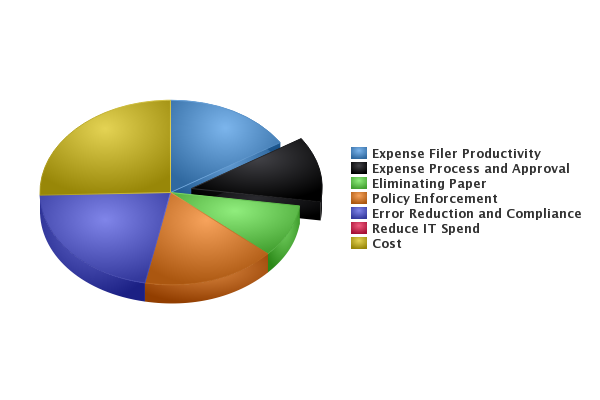 Expense Filer Productivity
Expense Process and Approval
Eliminating Paper
Policy Enforcement
Error Reduction and Compliance
Reduce IT Spend
Cost